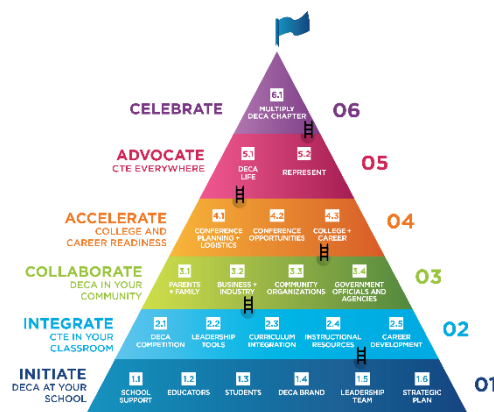 6.1
MULTIPLY
DECA CHAPTER
CELEBRATE
06
ADVOCATE
CTE EVERYWHERE
5.1
DECA
LIFE
5.2
REPRESENT
05
ACCELERATE
COLLEGE AND
CAREER READINESS
4.1
CONFERENCE
PLANNING +
LOGISTICS
4.2
CONFERENCE
OPPORTUNITIES
4.3
COLLEGE +
CAREER
04
COLLABORATE
DECA IN YOUR
COMMUNITY
3.1
PARENTS
+ FAMILY
3.2
BUSINESS +
INDUSTRY
3.3
COMMUNITY
ORGANIZATIONS
3.4
GOVERNMENT
OFFICIALS AND
AGENCIES
03
INTEGRATE
CTE IN YOUR
CLASSROOM
2.1
DECA
COMPETITION
2.2
LEADERSHIP
TOOLS
2.3
CURRICULUM
INTEGRATION
2.4
INSTRUCTIONAL
RESOURCES
2.5
CAREER
DEVELOPMENT
02
INITIATE
DECA AT YOUR
SCHOOL
1.1
SCHOOL
SUPPORT
1.2
EDUCATORS
1.3
STUDENTS
1.4
DECA BRAND
1.5
LEADERSHIP
TEAM
1.6
STRATEGIC
PLAN
01